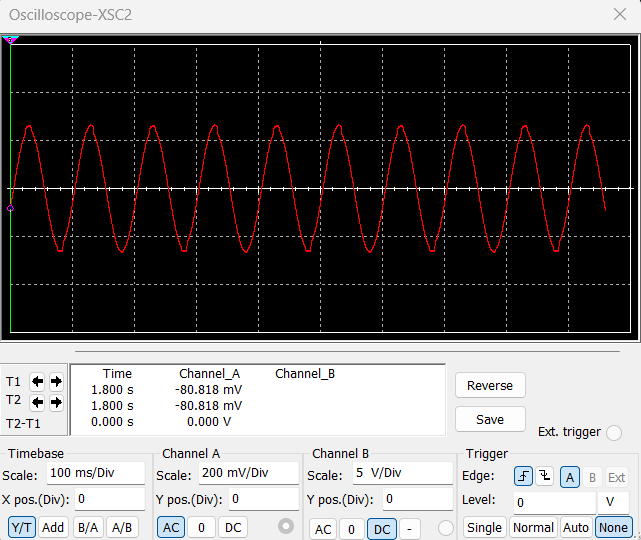 Oscilloscope-XSC2
Time Channel_A Channel_B
T1 1.800 s -80.818 mV
T2 1.800 s -80.818 mV
T2-T1 0.000 s 0.000 V
Reverse
Save
Ext. trigger
Timebase
Scale: 100 ms/Div
X pos.(Div): 0
Y/T Add B/A A/B
Channel A
Scale: 200 mV/Div
Y pos.(Div): 0
AC 0 DC
Channel B
Scale: 5 V/Div
Y pos.(Div): 0
AC 0 DC -
Trigger
Edge: A B Ext
Level: 0 V
Single Normal Auto None